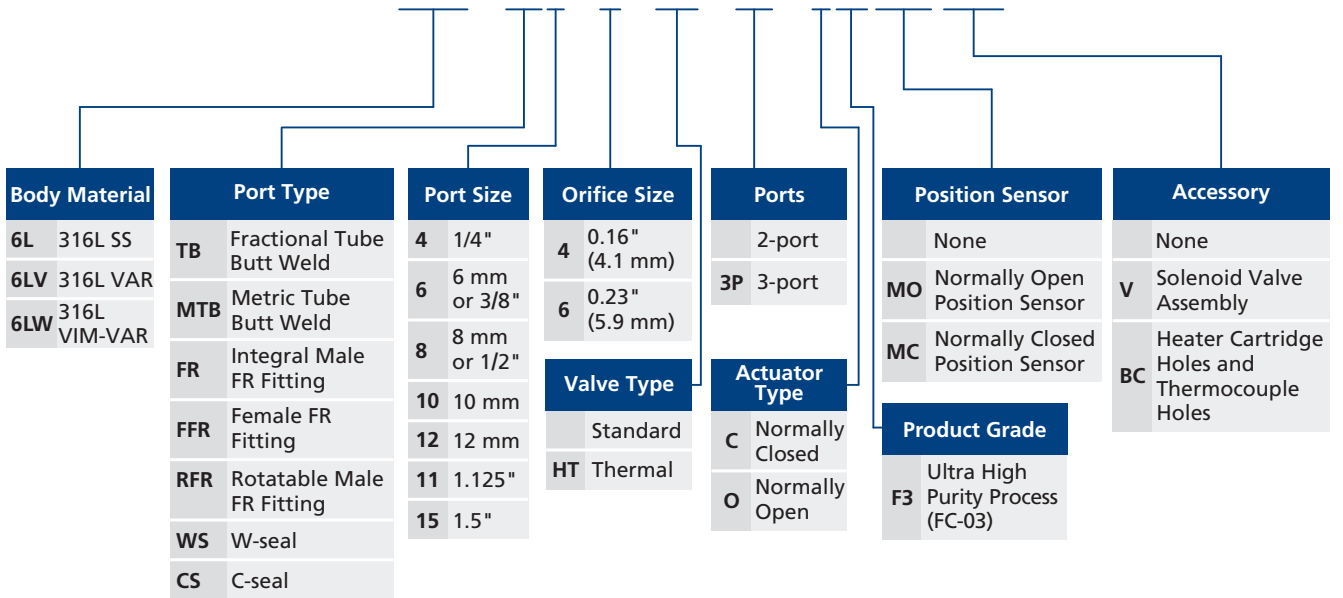 Body Material
6L 316L SS
6LV 316L VAR
6LW 316L
VIM-VAR
Port Type
TB Fractional Tube
Butt Weld
MTB Metric Tube
Butt Weld
FR Integral Male
FR Fitting
FFR Female FR
Fitting
RFR Rotatable Male
FR Fitting
WS W-seal
CS C-seal
Port Size
4 1/4"
6 6 mm
or 3/8"
8 8 mm
or 1/2"
10 10 mm
12 12 mm
11 1.125"
15 1.5"
Orifice Size
4 0.16"
(4.1 mm)
6 0.23"
(5.9 mm)
Valve Type
Standard
HT Thermal
Ports
2-port
3P 3-port
Actuator
Type
C Normally
Closed
O Normally
Open
Position Sensor
None
MO Normally Open
Position Sensor
MC Normally Closed
Position Sensor
Product Grade
F3 Ultra High
Purity Process
(FC-03)
Accessory
None
V Solenoid Valve
Assembly
BC Heater Cartridge
Holes and
Thermocouple
Holes